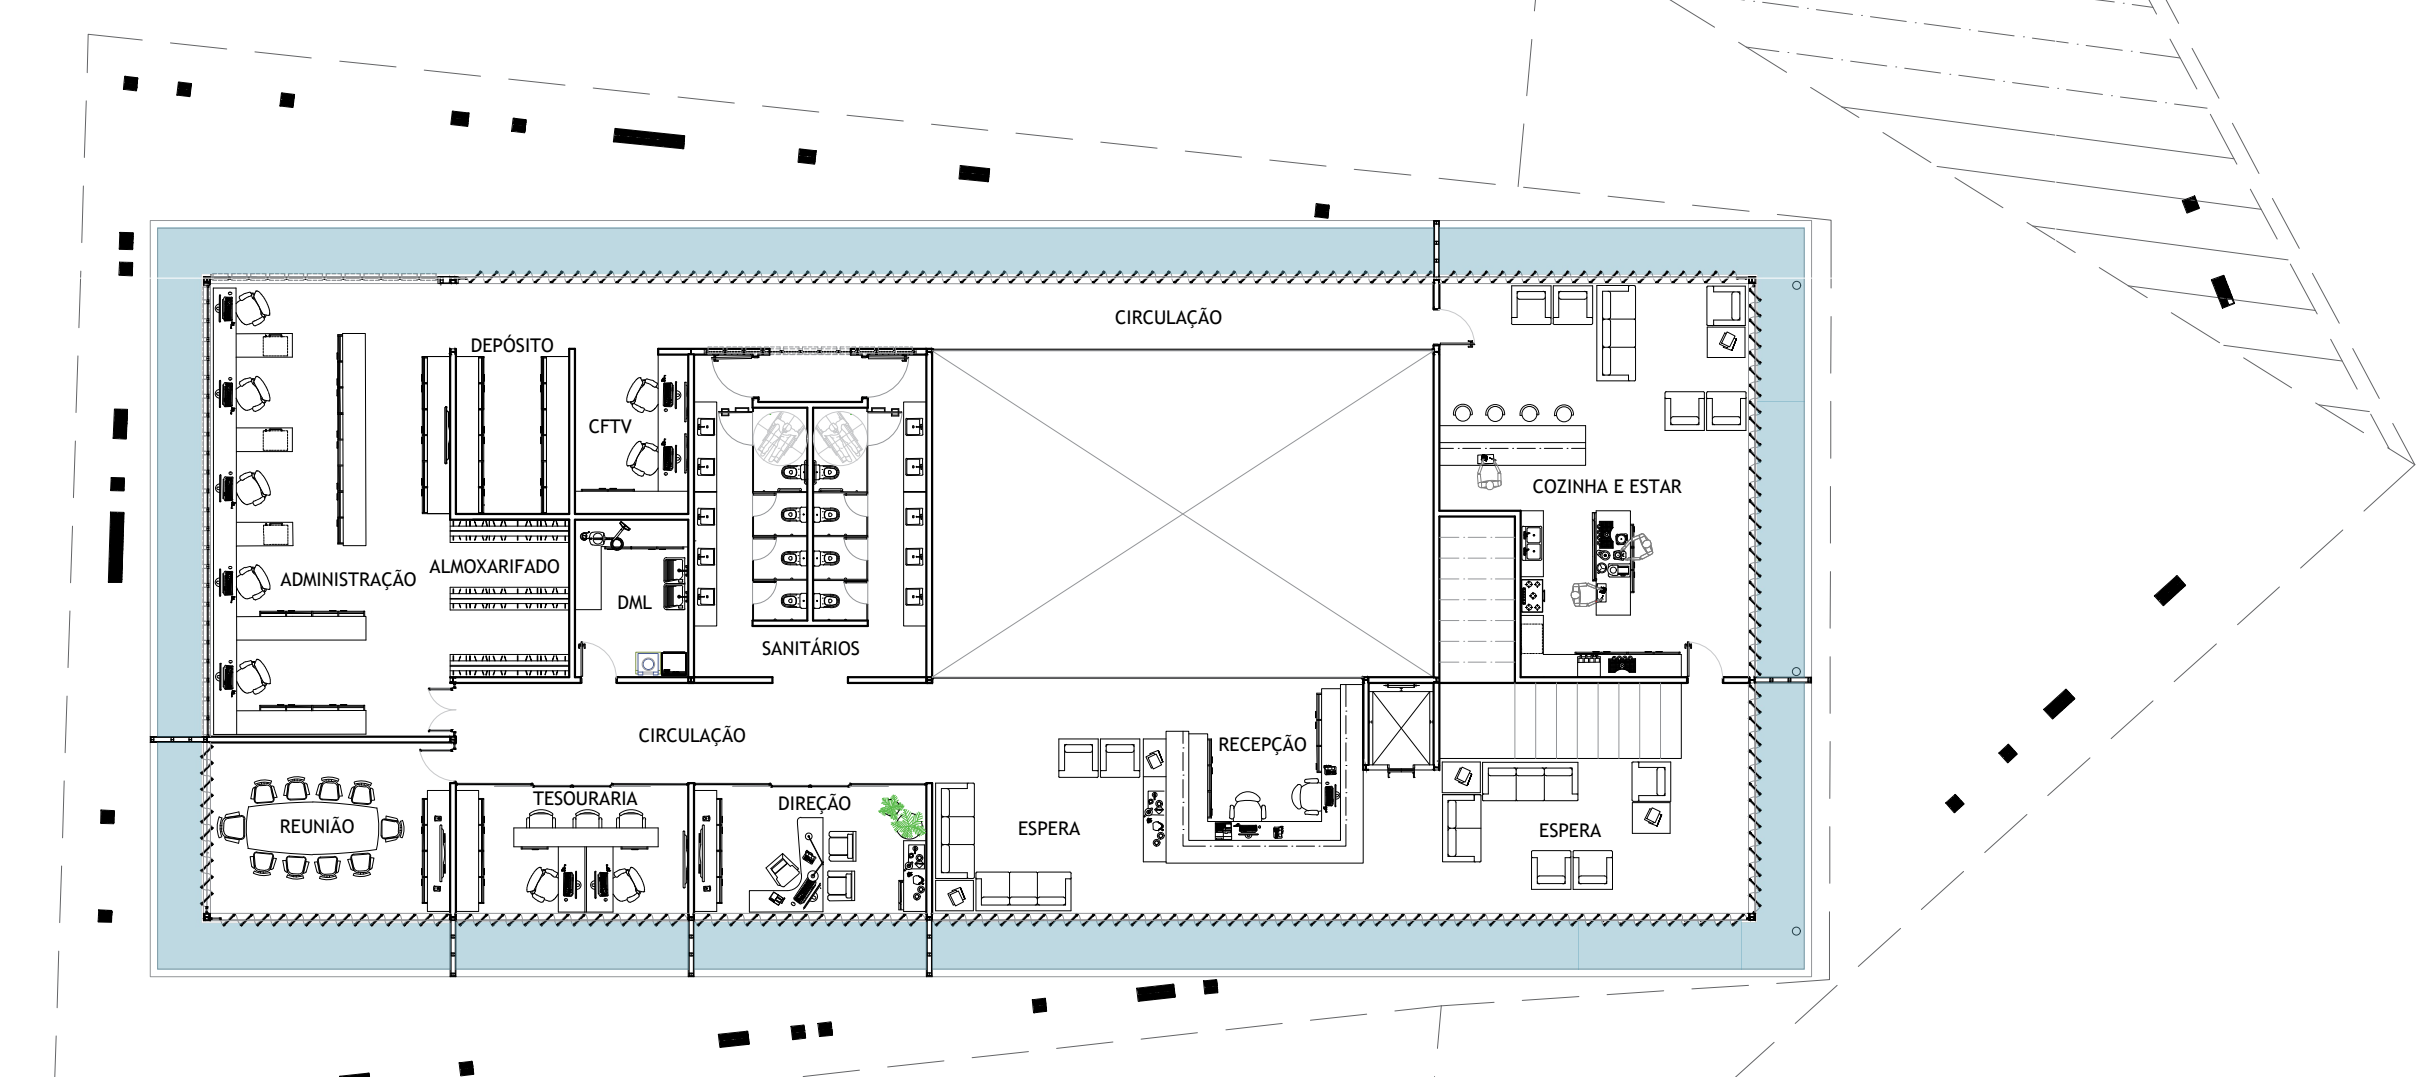 CIRCULAÇÃO
DEPÓSITO
CFTV
COZINHA E ESTAR
ALMOXARIFADO
ADMINISTRAÇÃO
DML
SANITÁRIOS
CIRCULAÇÃO
RECEPÇÃO
TESOURARIA
DIREÇÃO
REUNIÃO
ESPERA
ESPERA